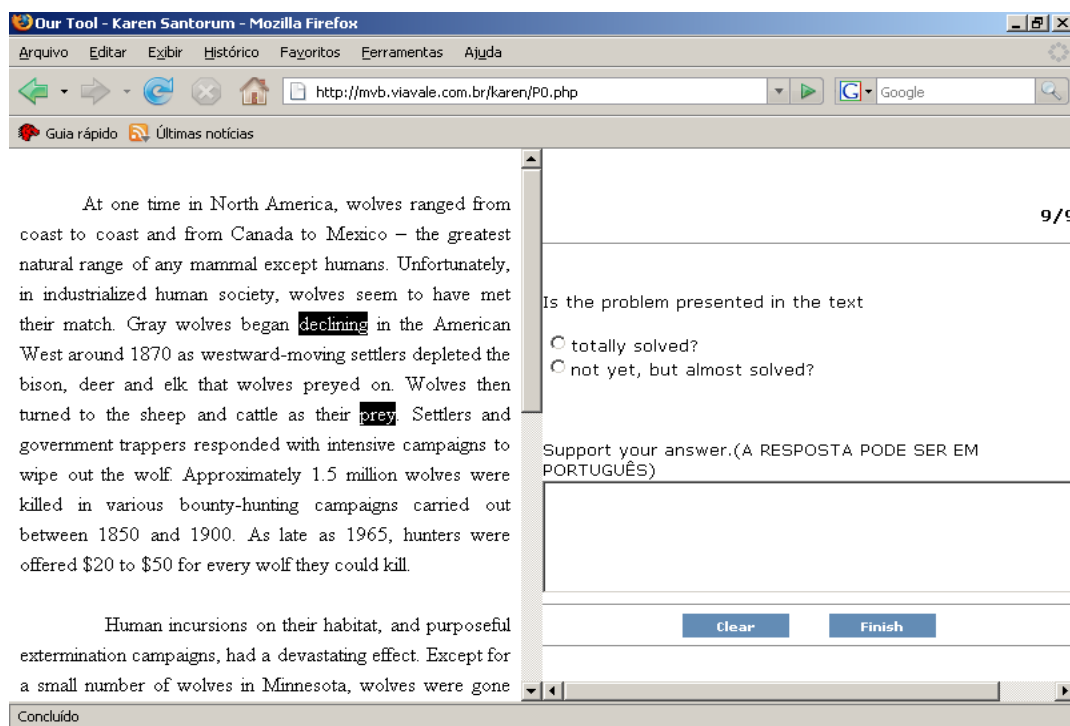 Our Tool - Karen Santorum - Mozilla Firefox
Arquivo Editar Exibir Histórico Favoritos Ferramentas Ajuda
http://mvb.viavale.com.br/karen/P0.php
G Google
Guia rápido Últimas notícias
At one time in North America, wolves ranged from
coast to coast and from Canada to Mexico – the greatest
natural range of any mammal except humans. Unfortunately,
in industrialized human society, wolves seem to have met
their match. Gray wolves began declining in the American
West around 1870 as westward-moving settlers depleted the
bison, deer and elk that wolves preyed on. Wolves then
turned to the sheep and cattle as their prey. Settlers and
government trappers responded with intensive campaigns to
wipe out the wolf. Approximately 1.5 million wolves were
killed in various bounty-hunting campaigns carried out
between 1850 and 1900. As late as 1965, hunters were
offered $20 to $50 for every wolf they could kill.
Human incursions on their habitat, and purposeful
extermination campaigns, had a devastating effect. Except for
a small number of wolves in Minnesota, wolves were gone
9/9
Is the problem presented in the text
totally solved?
not yet, but almost solved?
Support your answer.(A RESPOSTA PODE SER EM
PORTUGUÊS)
Clear Finish
Concluído